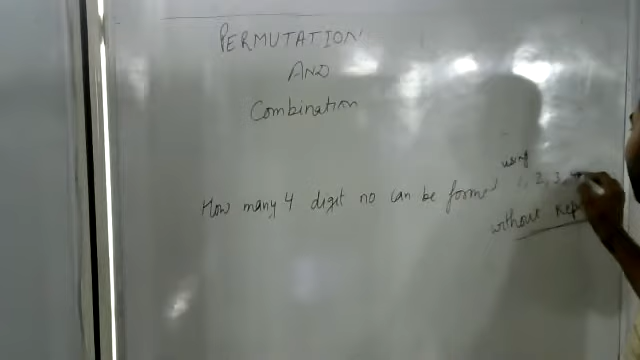 PERMUTATION
AND
Combination
How many 4 digit no can be formed using 1, 2, 3,
without Rep